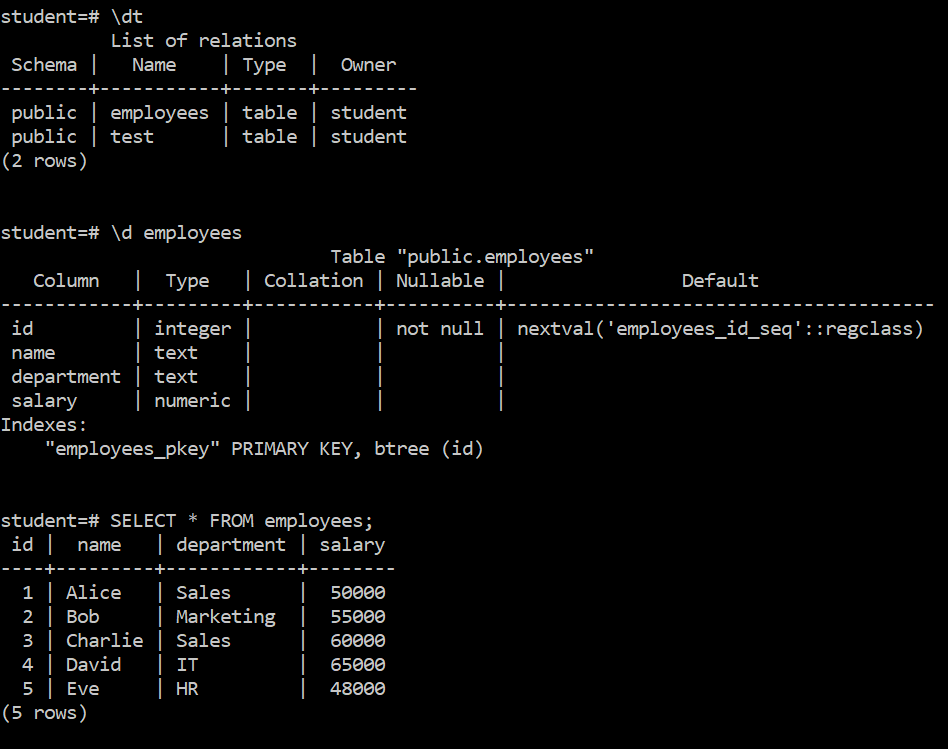 student=# \dt
         List of relations
 Schema |   Name    | Type  |  Owner
--------+-----------+-------+---------
 public | employees | table | student
 public | test      | table | student
(2 rows)

student=# \d employees
                              Table "public.employees"
   Column   |  Type   | Collation | Nullable |                Default
------------+---------+-----------+----------+---------------------------------------
 id         | integer |           | not null | nextval('employees_id_seq'::regclass)
 name       | text    |           |          |
 department | text    |           |          |
 salary     | numeric |           |          |
Indexes:
    "employees_pkey" PRIMARY KEY, btree (id)

student=# SELECT * FROM employees;
 id |  name   | department | salary
----+---------+------------+--------
  1 | Alice   | Sales      |  50000
  2 | Bob     | Marketing  |  55000
  3 | Charlie | Sales      |  60000
  4 | David   | IT         |  65000
  5 | Eve     | HR         |  48000
(5 rows)